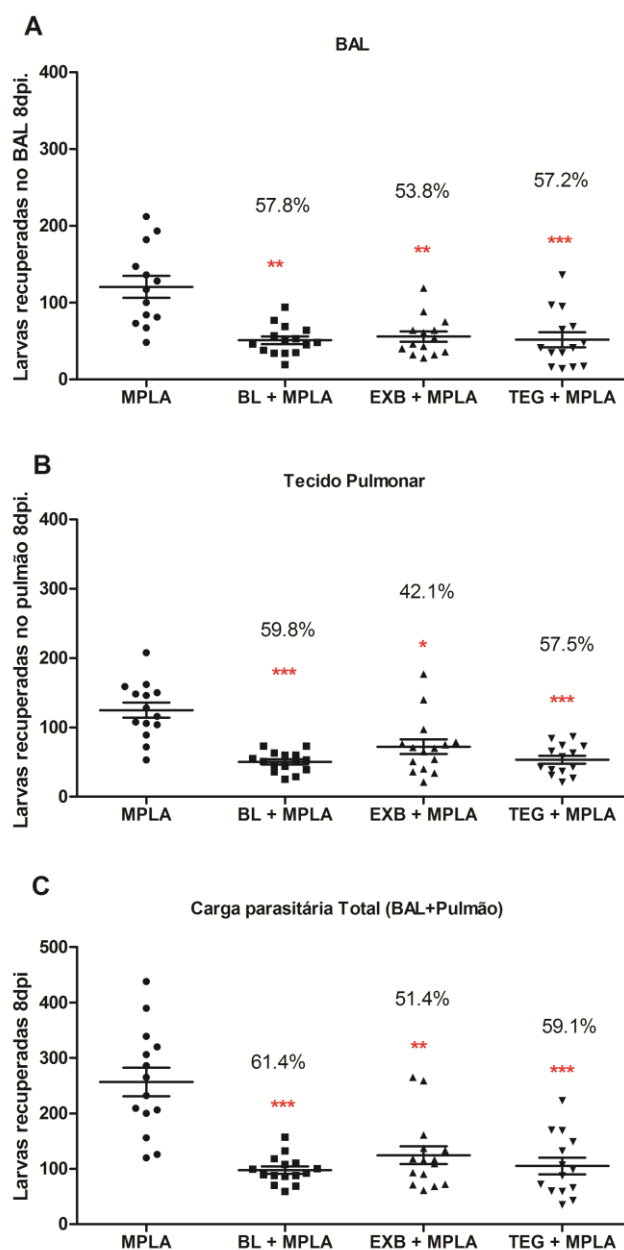 A
BAL
Larvas recuperadas no BAL 8dpi.
400
300
200
100
0
57.8%
53.8%
57.2%
**
**
***
MPLA
BL + MPLA
EXB + MPLA
TEG + MPLA
B
Tecido Pulmonar
Larvas recuperadas no pulmão 8dpi.
400
300
200
100
0
59.8%
42.1%
57.5%
***
*
***
MPLA
BL + MPLA
EXB + MPLA
TEG + MPLA
C
Carga parasitária Total (BAL+Pulmão)
Larvas recuperadas 8dpi
500
400
300
200
100
0
61.4%
51.4%
59.1%
***
**
***
MPLA
BL + MPLA
EXB + MPLA
TEG + MPLA